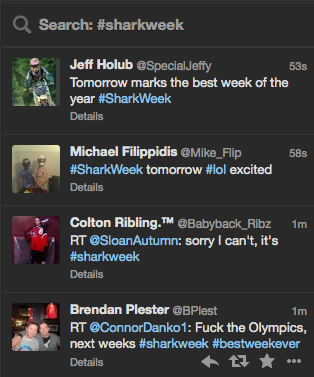 Search: #sharkweek
Jeff Holub @SpecialJeffy 53s
Tomorrow marks the best week of the
year #SharkWeek
Details
Michael Filippidis @Mike_Flip 58s
#SharkWeek tomorrow #lol excited
Details
Colton Ribling.™ @Babyback_Ribz 1m
RT @SloanAutumn: sorry I can't, it's
#sharkweek
Details
Brendan Plester @BPlest 1m
RT @ConnorDanko1: Fuck the Olympics,
next weeks #sharkweek #bestweekever
Details